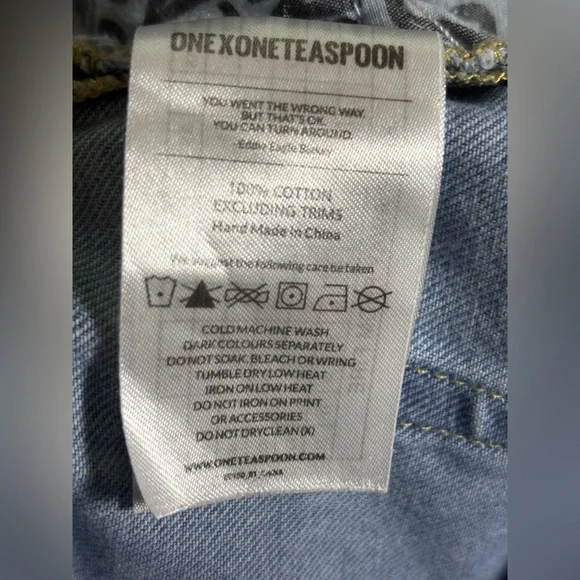 ONEXONETEASPOON
YOU WENT THE WRONG WAY.
BUT THAT'S OK.
YOU CAN TURN AROUND.
-Eddie Eagle Buskey
100% COTTON
EXCLUDING TRIMS
Hand Made in China
We suggest the following care be taken
COLD MACHINE WASH
DARK COLOURS SEPARATELY
DO NOT SOAK, BLEACH OR WRING
TUMBLE DRY LOW HEAT
IRON ON LOW HEAT
DO NOT IRON ON PRINT
OR ACCESSORIES
DO NOT DRYCLEAN (X)
WWW.ONETEASPOON.COM